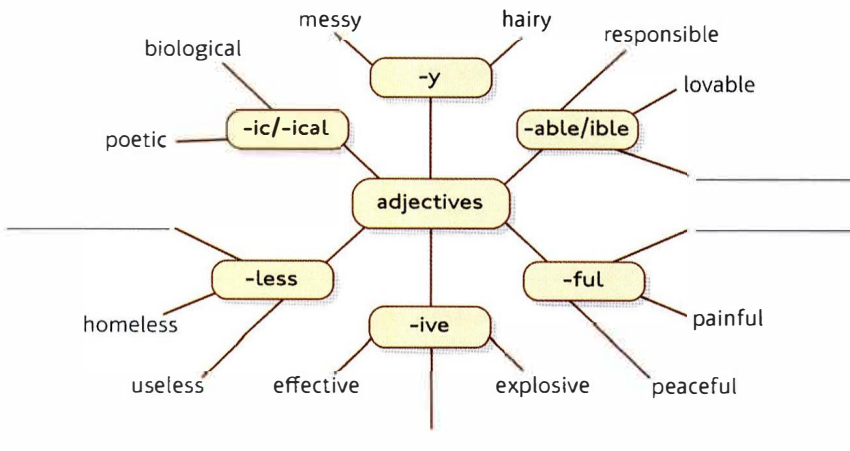 messy
hairy
responsible
biological
-y
lovable
-ic/-ical
-able/ible
poetic
adjectives
-less
-ful
homeless
-ive
painful
useless
effective
explosive
peaceful